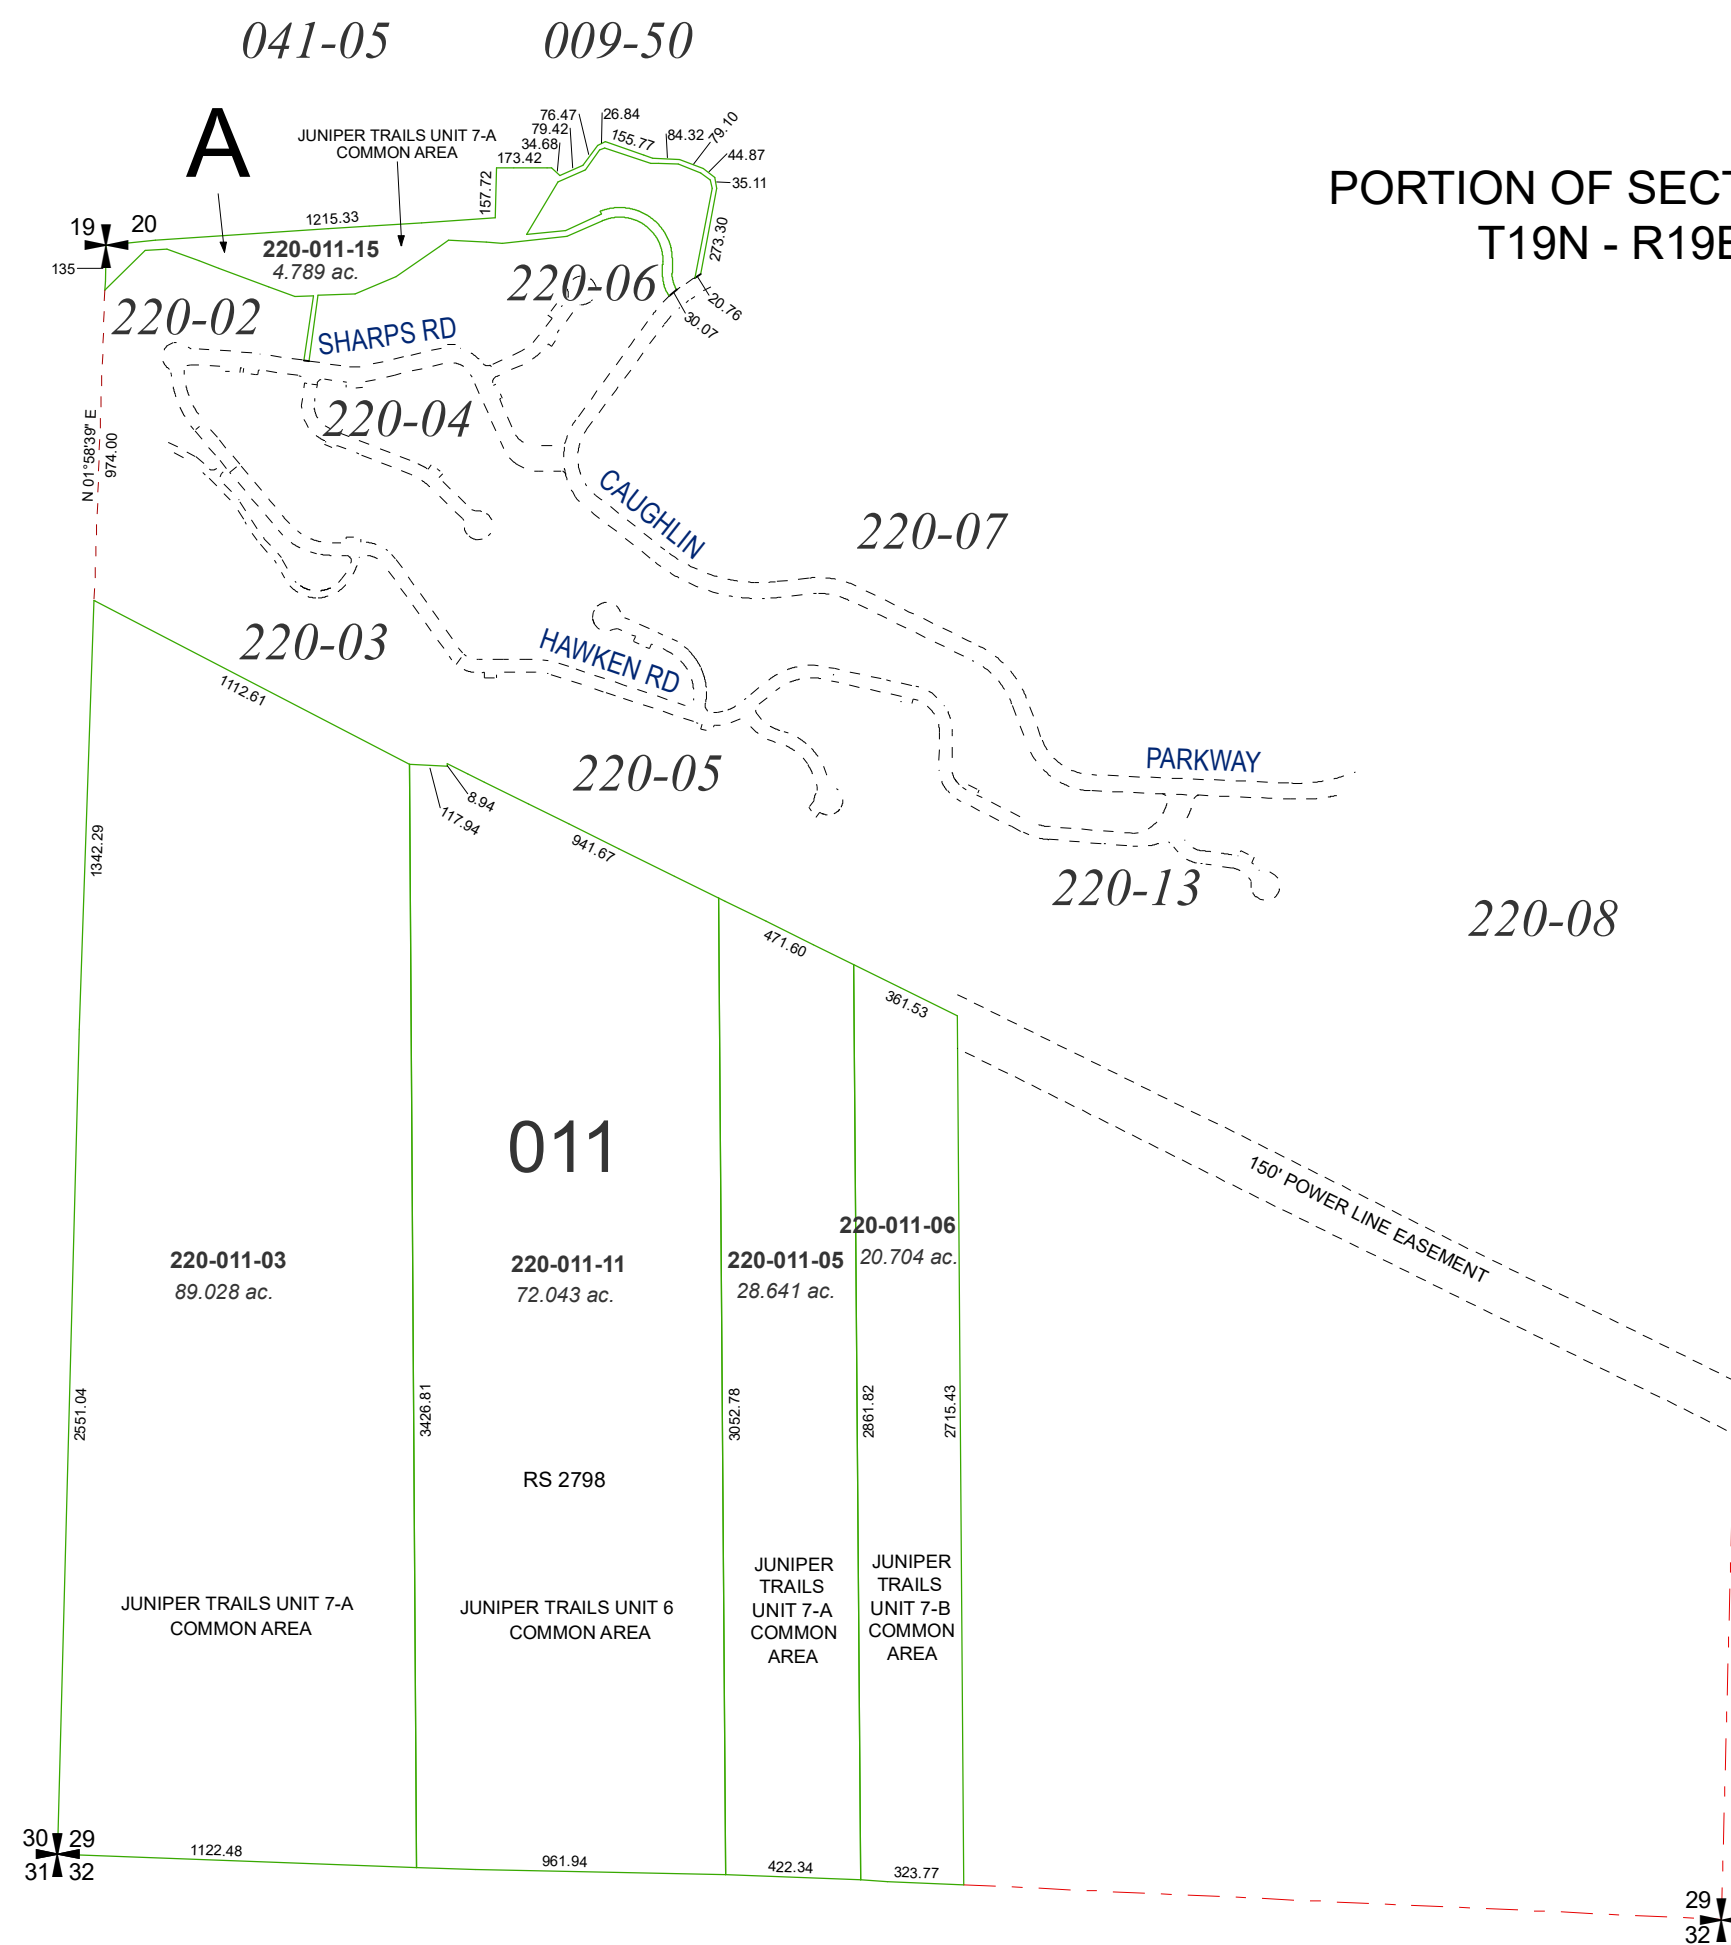 041-05
009-50
A
JUNIPER TRAILS UNIT 7-A
COMMON AREA
76.47
79.42
34.68
173.42
26.84
155.77
84.32
79.10
44.87
35.11
157.72
273.30
PORTION OF SECT
T19N - R19E
19
20
135
1215.33
220-011-15
4.789 ac.
220-02
220-06
20.76
30.07
SHARPS RD
220-04
N 01°58'39" E
974.00
CAUGHLIN
220-07
220-03
HAWKEN RD
1112.61
220-05
PARKWAY
8.94
117.94
1342.29
941.67
220-13
220-08
471.60
361.53
011
150' POWER LINE EASEMENT
220-011-03
89.028 ac.
220-011-11
72.043 ac.
220-011-05
28.641 ac.
220-011-06
20.704 ac.
2551.04
3426.81
3052.78
2861.82
2715.43
RS 2798
JUNIPER TRAILS UNIT 7-A
COMMON AREA
JUNIPER TRAILS UNIT 6
COMMON AREA
JUNIPER
TRAILS
UNIT 7-A
COMMON
AREA
JUNIPER
TRAILS
UNIT 7-B
COMMON
AREA
30
29
31
32
1122.48
961.94
422.34
323.77
29
32